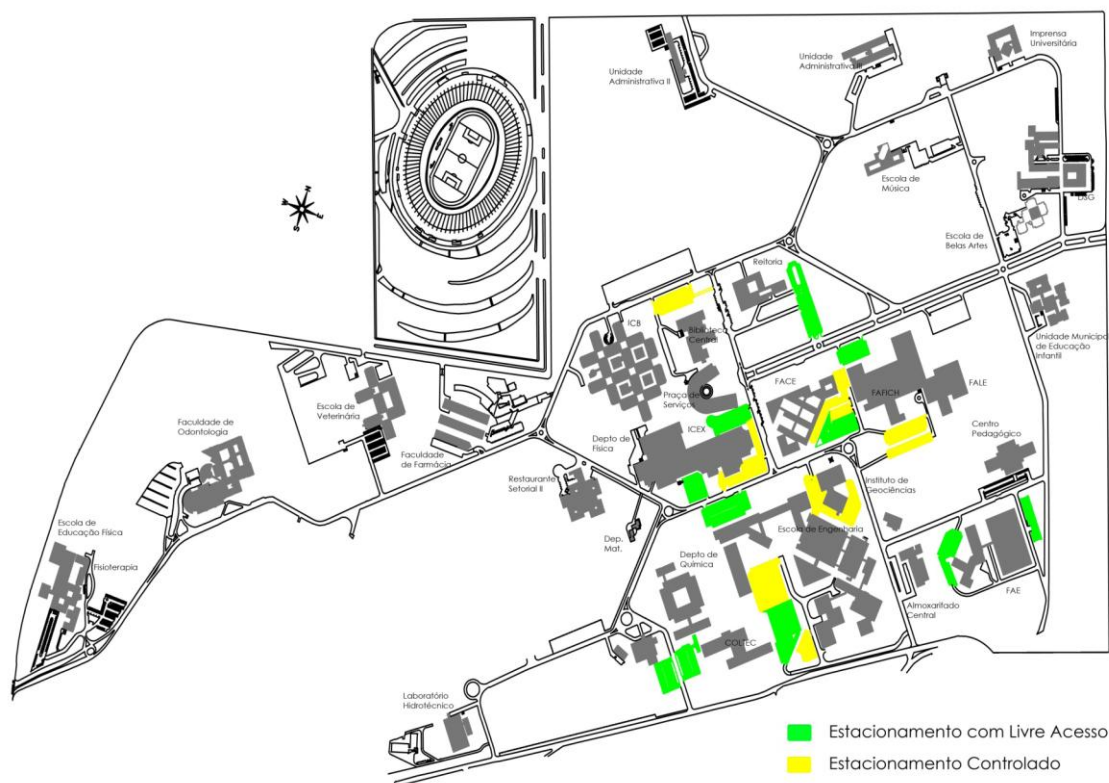 Imprensa
Universitária
Unidade
Administrativa III
Unidade
Administrativa II
Escola de
Música
DSG
Escola de
Belas Artes
N
W
E
S
Reitoria
ICB
Biblioteca
Central
Unidade Municipal
de Educação
Infantil
FACE
FAFICH
FALE
Praça de
Serviços
Escola de
Veterinária
Faculdade de
Odontologia
ICEX
Centro
Pedagógico
Depto de
Física
Faculdade
de Farmácia
Restaurante
Setorial II
Instituto de
Geociências
Escola de
Educação Física
Escola de Engenharia
Dep.
Mat.
Depto de
Química
Fisioterapia
FAE
Almoxarifado
Central
COLTEC
Laboratório
Hidrotécnico
Estacionamento com Livre Acesso
Estacionamento Controlado